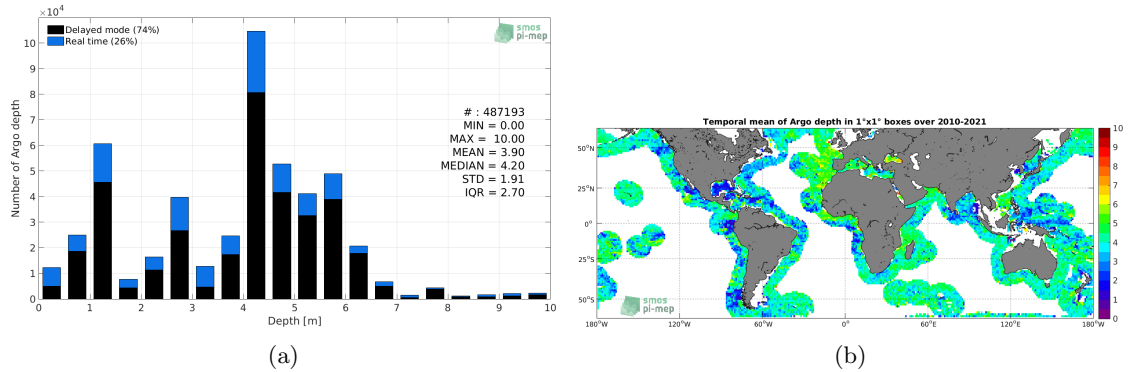 ×10⁴
Delayed mode (74%)
Real time (26%)
smos
pi-mep
10
9
8
7
6
5
4
3
2
1
0
Number of Argo depth
# : 487193
MIN = 0.00
MAX = 10.00
MEAN = 3.90
MEDIAN = 4.20
STD = 1.91
IQR = 2.70
0 1 2 3 4 5 6 7 8 9 10
Depth [m]
(a)
Temporal mean of Argo depth in 1°x1° boxes over 2010-2021
50°N
25°N
0°
25°S
50°S
180°W 120°W 60°W 0° 60°E 120°E 180°W
smos
pi-mep
10
9
8
7
6
5
4
3
2
1
0
(b)